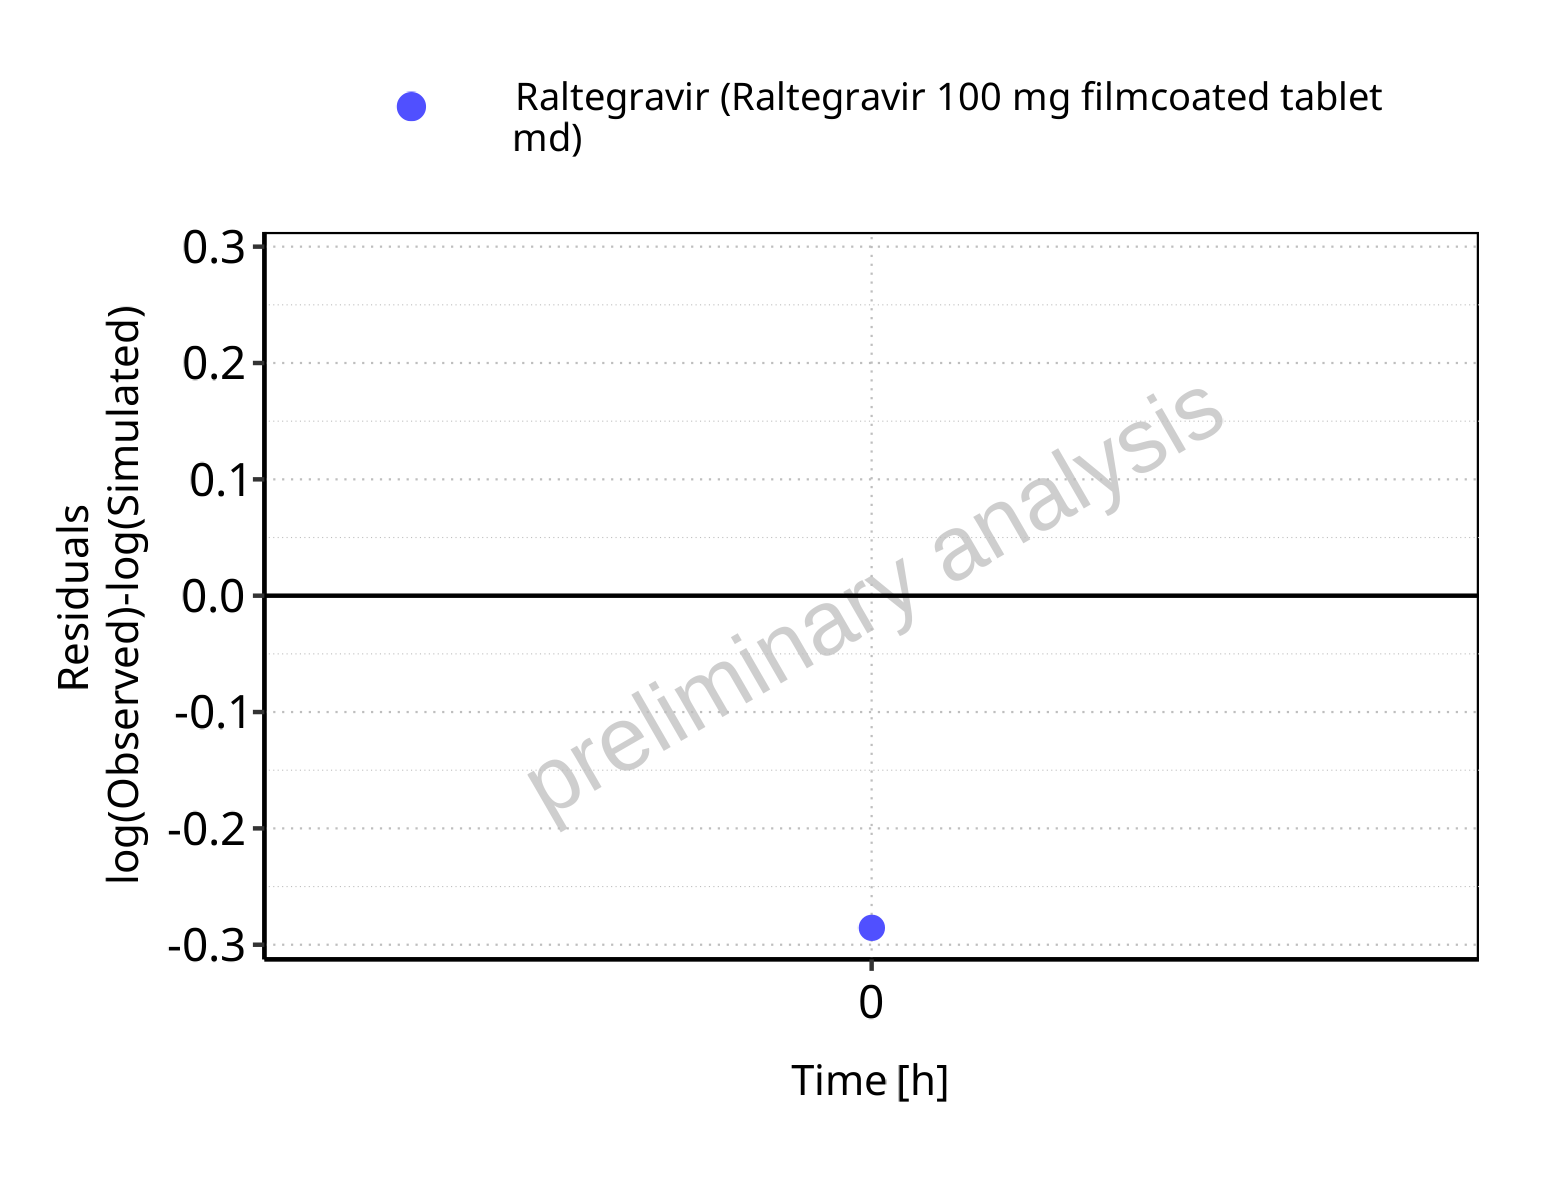 Raltegravir (Raltegravir 100 mg filmcoated tablet
md)
Residuals
log(Observed)-log(Simulated)
0.3
0.2
0.1
0.0
-0.1
-0.2
-0.3
preliminary analysis
0
Time [h]